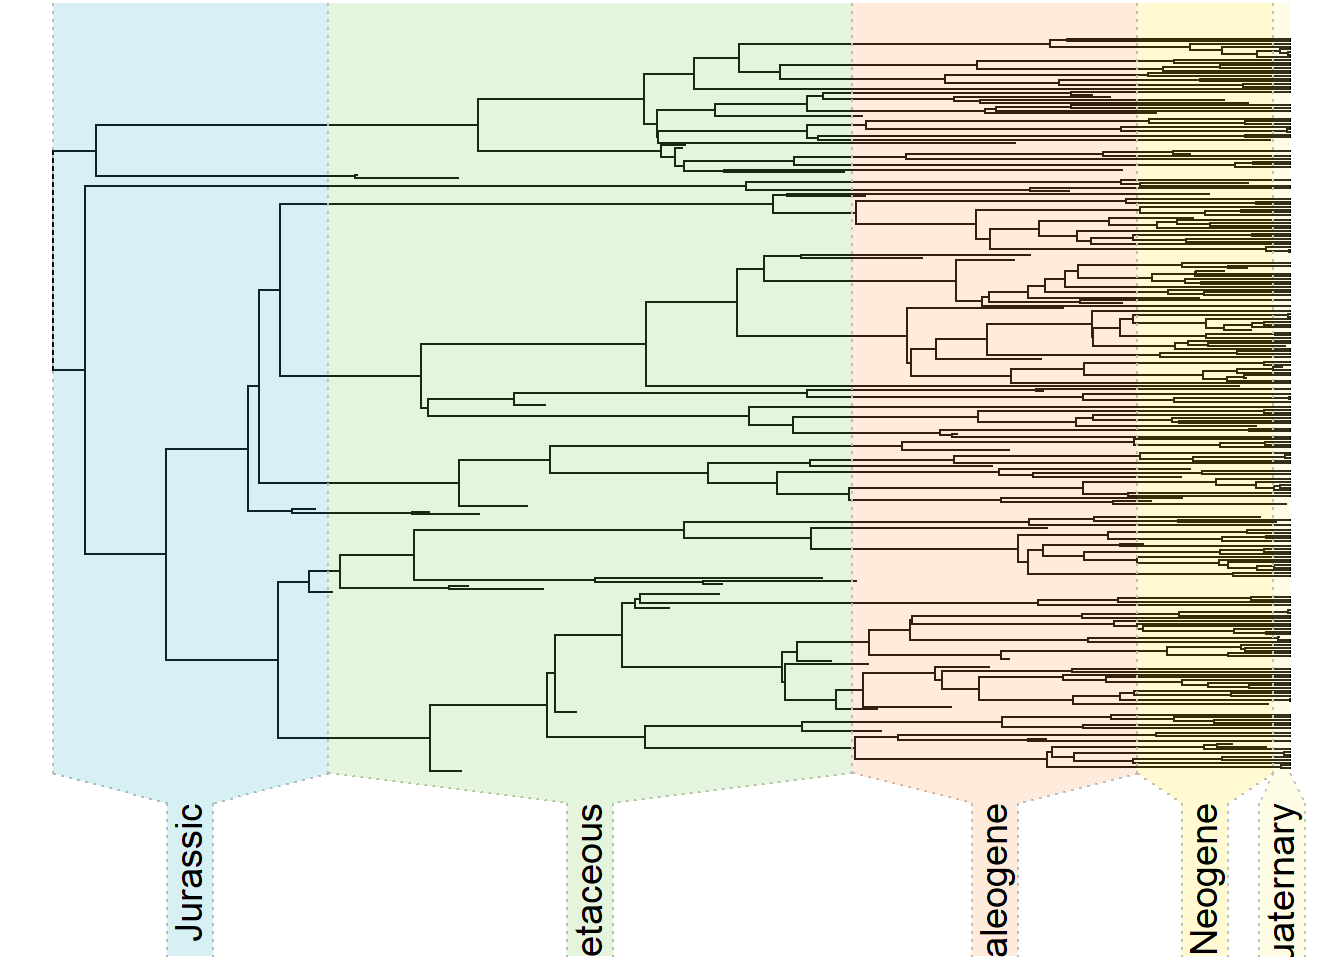 Jurassic
etaceous
aleogene
Neogene
uaternary